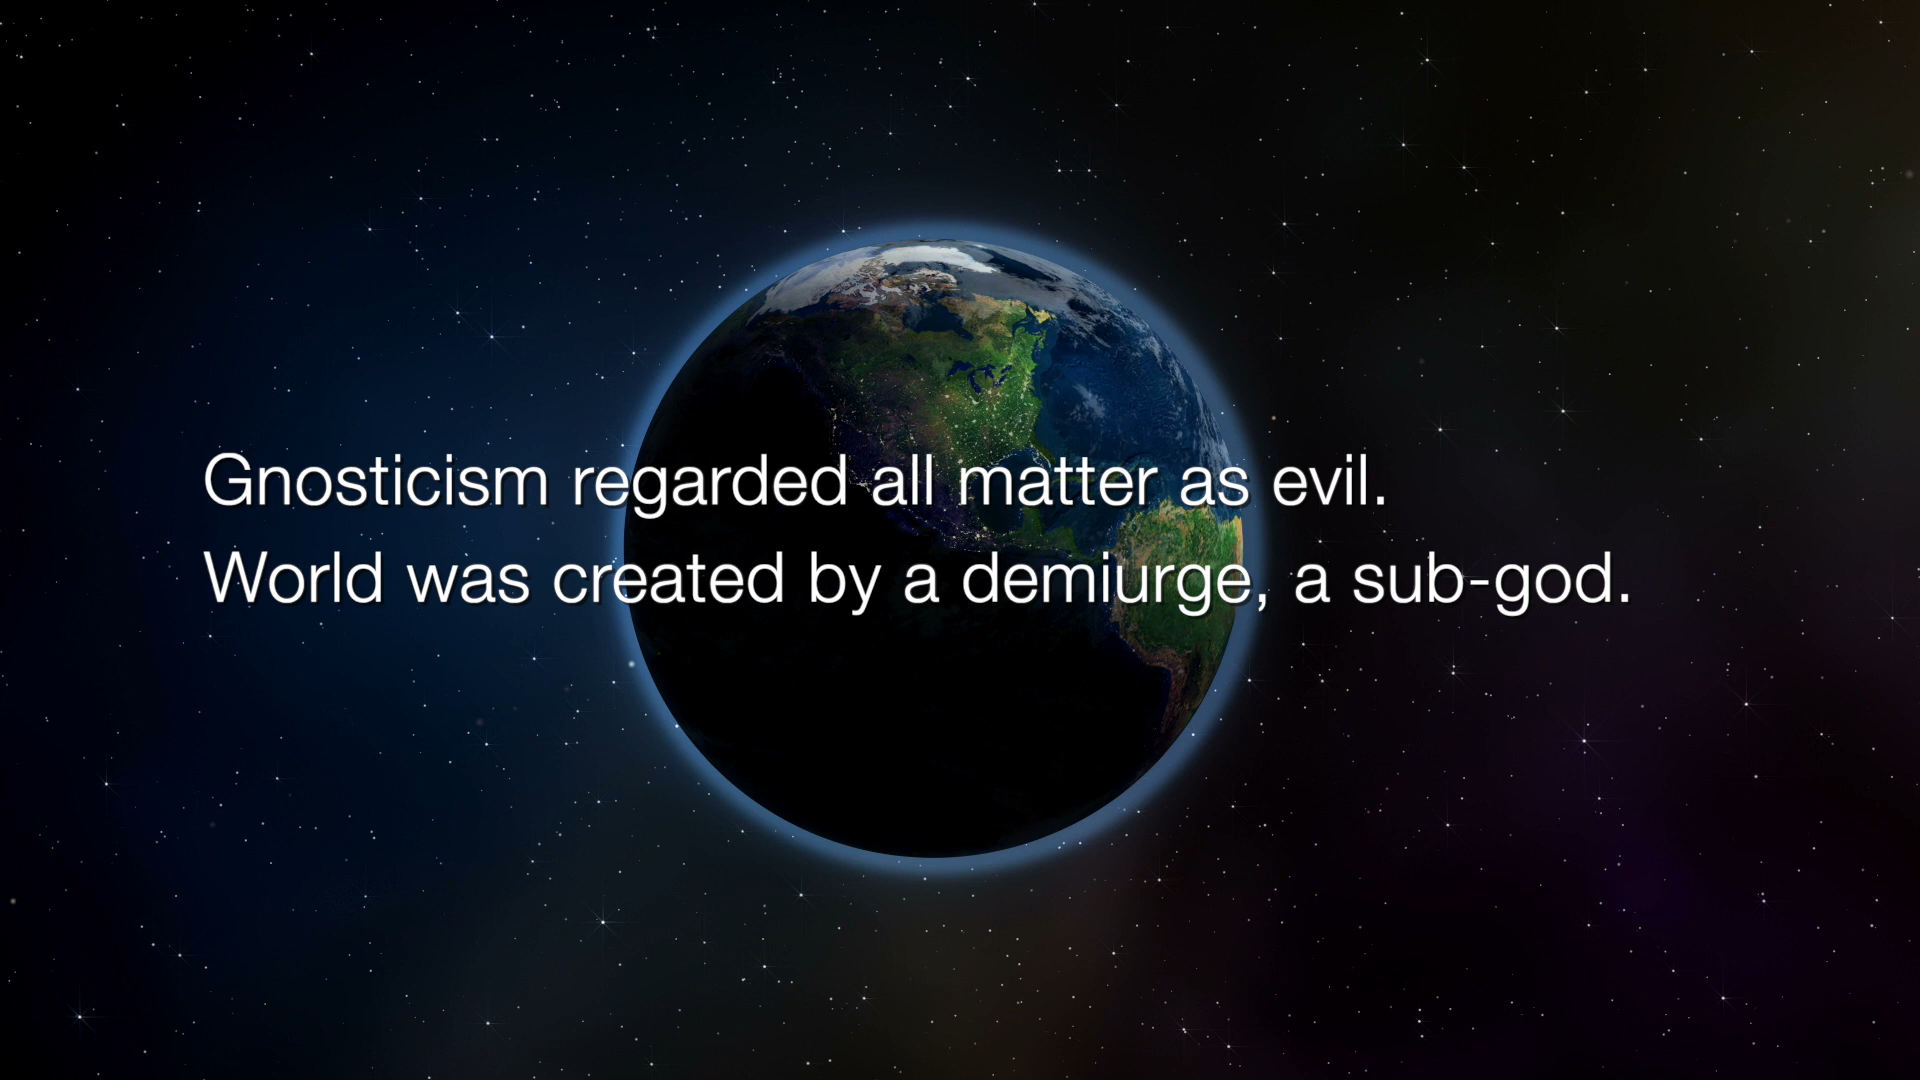 Gnosticism regarded all matter as evil.
World was created by a demiurge, a sub-god.